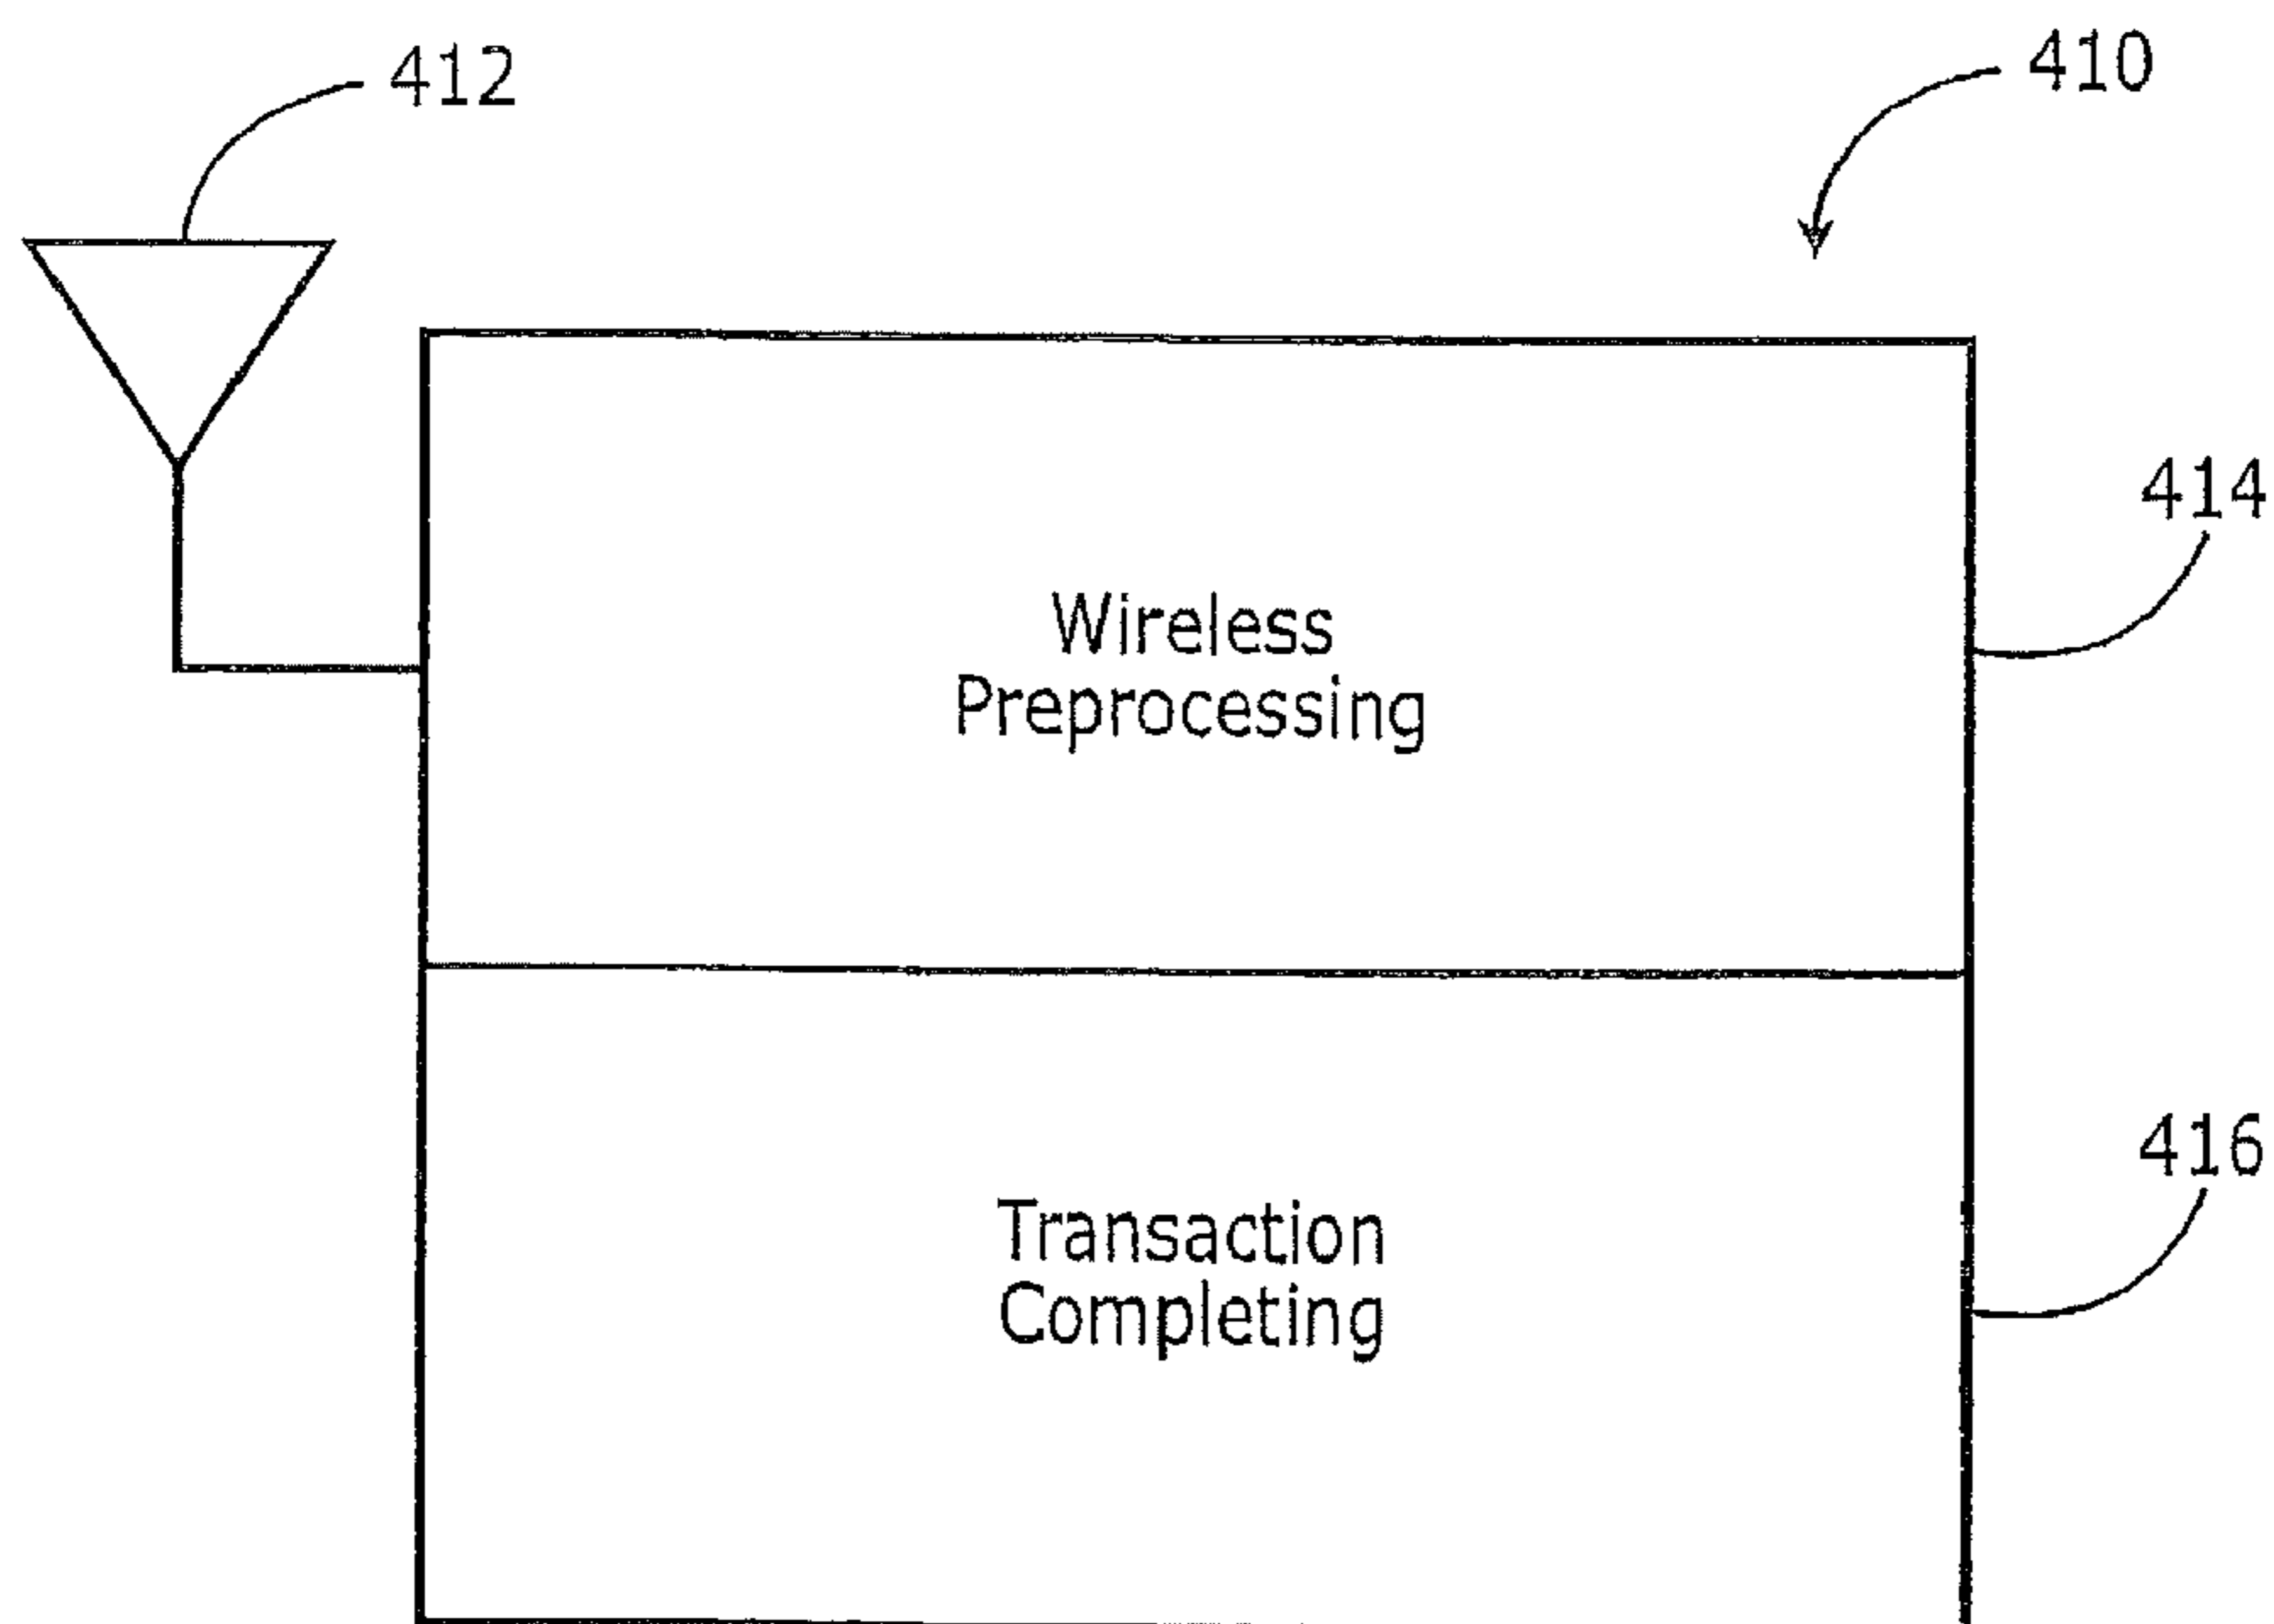 412
410
414
Wireless
Preprocessing
416
Transaction
Completing